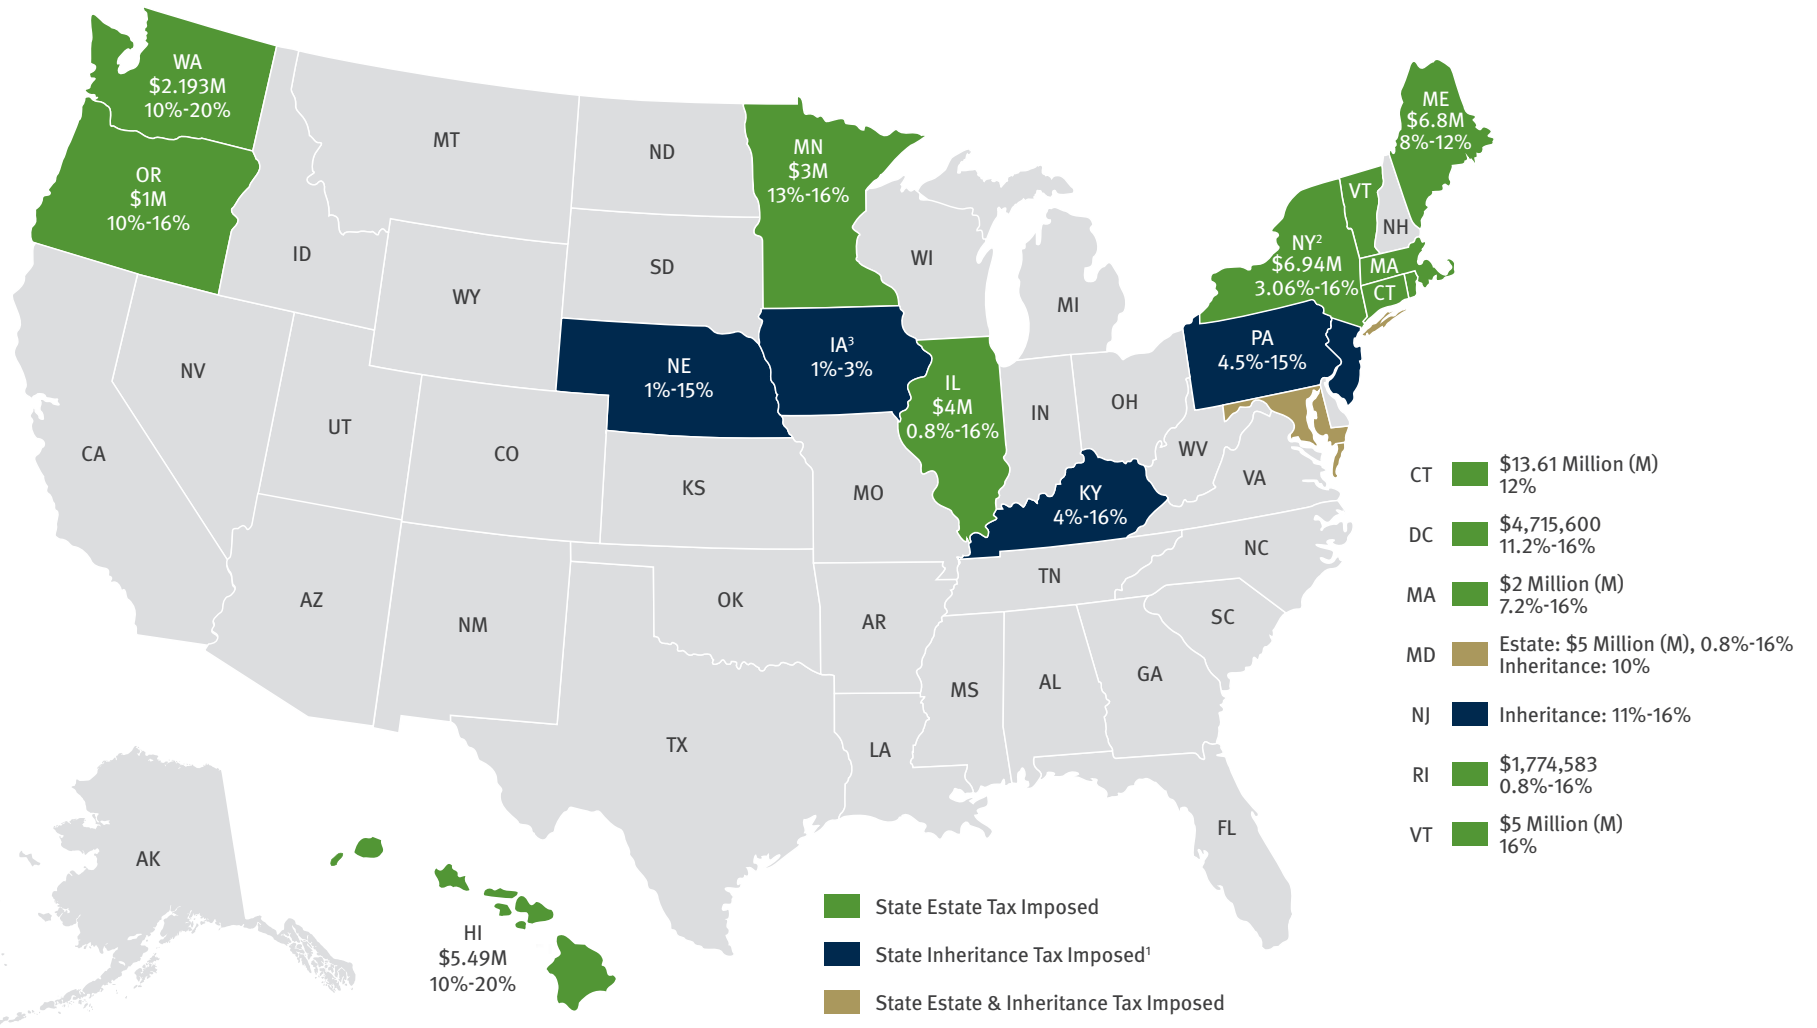 WA
$2.193M
10%-20%
OR
$1M
10%-16%
MT
ND
MN
$3M
13%-16%
ME
$6.8M
8%-12%
VT
NH
NY²
$6.94M
3.06%-16%
MA
CT
ID
SD
WI
WY
MI
PA
4.5%-15%
NE
1%-15%
IA³
1%-3%
NV
IL
$4M
0.8%-16%
IN
OH
UT
CO
CA
WV
VA
KS
MO
KY
4%-16%
NC
TN
AZ
OK
NM
AR
SC
MS
AL
GA
TX
LA
FL
AK
HI
$5.49M
10%-20%
CT
$13.61 Million (M)
12%
DC
$4,715,600
11.2%-16%
MA
$2 Million (M)
7.2%-16%
MD
Estate: $5 Million (M), 0.8%-16%
Inheritance: 10%
NJ
Inheritance: 11%-16%
RI
$1,774,583
0.8%-16%
VT
$5 Million (M)
16%
State Estate Tax Imposed
State Inheritance Tax Imposed¹
State Estate & Inheritance Tax Imposed